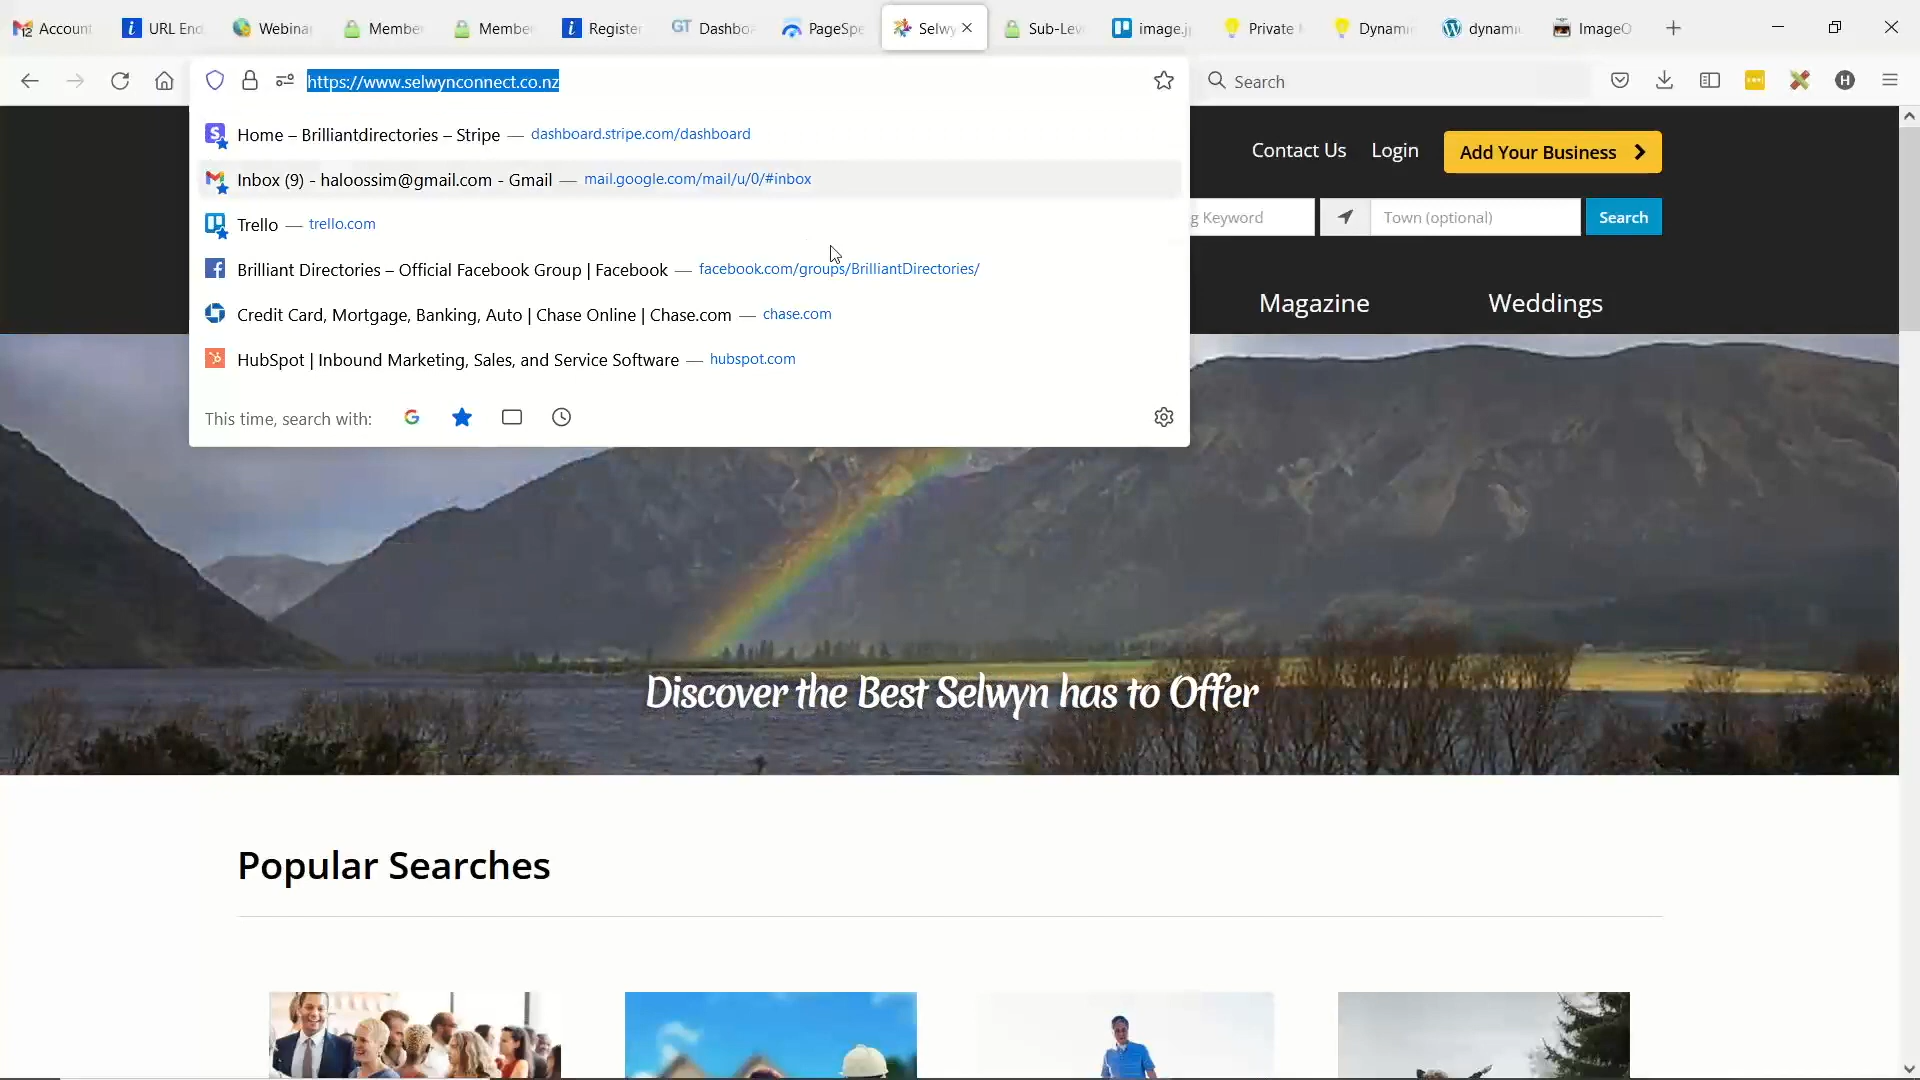 Account
URL En
Webina
Membe
Membe
Register
GT Dashbo
PageSpe
Selwy
Sub-Lev
image.j
Private
Dynami
dynami
ImageO
https://www.selwynconnect.co.nz
Search
Home – Brilliantdirectories – Stripe — dashboard.stripe.com/dashboard
Inbox (9) - haloossim@gmail.com - Gmail — mail.google.com/mail/u/0/#inbox
Trello — trello.com
Brilliant Directories – Official Facebook Group | Facebook — facebook.com/groups/BrilliantDirectories/
Credit Card, Mortgage, Banking, Auto | Chase Online | Chase.com — chase.com
HubSpot | Inbound Marketing, Sales, and Service Software — hubspot.com
This time, search with:
Contact Us
Login
Add Your Business
g Keyword
Town (optional)
Search
Magazine
Weddings
Discover the Best Selwyn has to Offer
Popular Searches